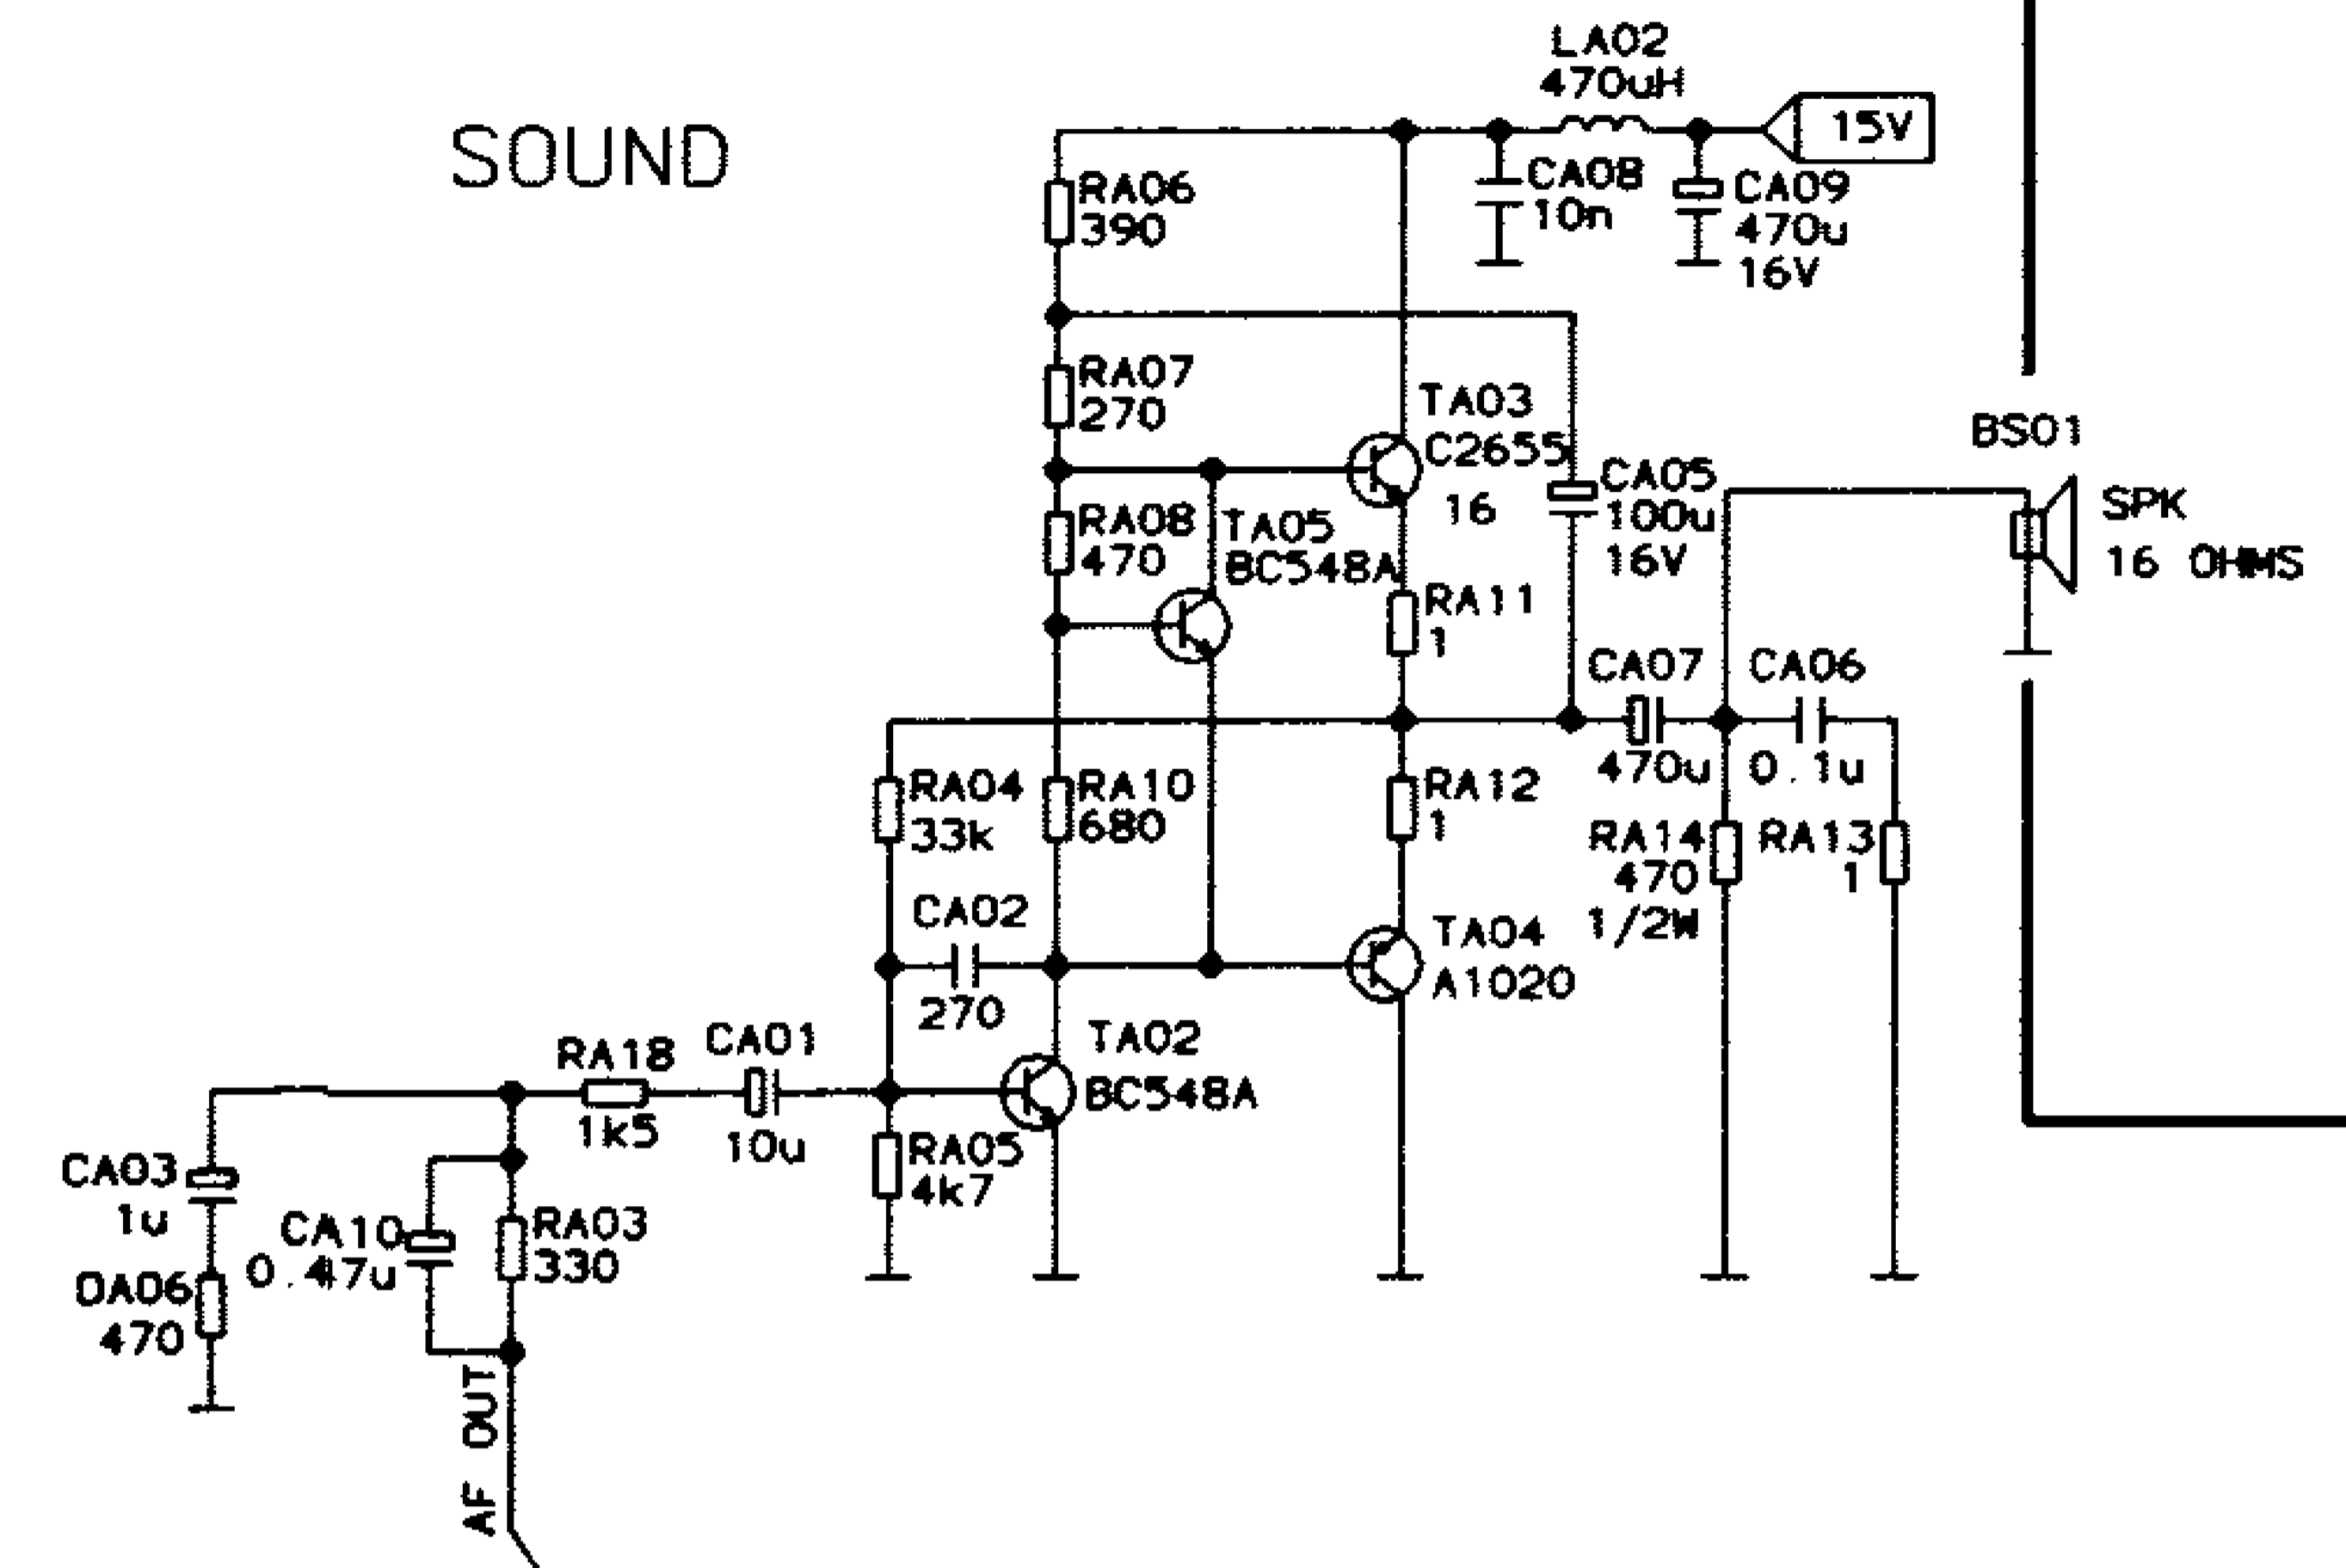 SOUND
LA02
470uH
15V
RA06
390
CA08
10n
CA09
470u
16V
RA07
270
TA03
C2655
16
BS01
CA05
100u
16V
SPK
16 OHMS
RA08
470
TA05
BC548A
RA11
1
CA07
470u
CA06
0.1u
RA04
33k
RA10
680
RA12
1
RA14
470
1/2W
RA13
1
CA02
270
TA04
A1020
RA18
1k5
CA01
10u
TA02
BC548A
RA05
4k7
CA03
1u
CA10
0.47u
RA03
330
0A06
470
AF OUT